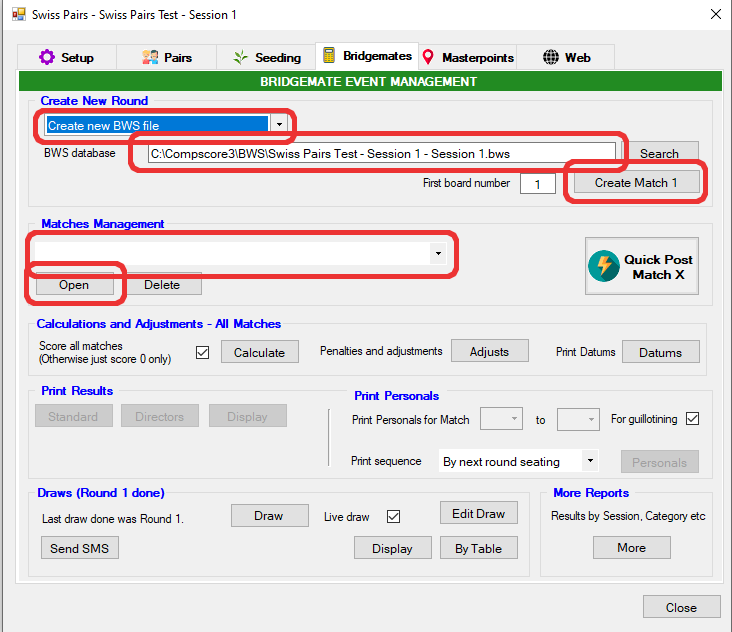 Swiss Pairs - Swiss Pairs Test - Session 1
Setup Pairs Seeding Bridgemates Masterpoints Web
BRIDGEMATE EVENT MANAGEMENT
Create New Round
Create new BWS file
BWS database C:\Compscore3\BWS\Swiss Pairs Test - Session 1 - Session 1.bws Search
First board number 1 Create Match 1
Matches Management
Quick Post
Match X
Open Delete
Calculations and Adjustments - All Matches
Score all matches
(Otherwise just score 0 only) Calculate Penalties and adjustments Adjusts Print Datums Datums
Print Results Print Personals
Standard Directors Display Print Personals for Match to For guillotining
Print sequence By next round seating Personals
Draws (Round 1 done) More Reports
Last draw done was Round 1. Draw Live draw Edit Draw Results by Session, Category etc
Send SMS Display By Table More
Close